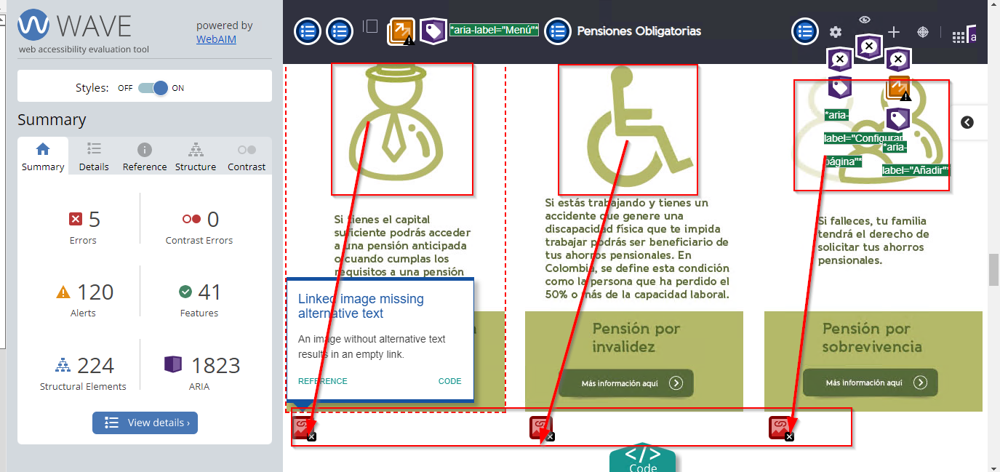 WAVE
powered by
WebAIM
web accessibility evaluation tool
Styles: OFF ON
Summary
Summary Details Reference Structure Contrast
5 0
Errors Contrast Errors
120 41
Alerts Features
224 1823
Structural Elements ARIA
View details ›
*aria-label="Menú"*
Pensiones Obligatorias
a
*aria-
label="Configurar
página"*
*aria-
label="Añadir"*
Si tienes el capital
suficiente podrás acceder
a una pensión anticipada
o cuando cumplas los
requisitos a una pensión
Si estás trabajando y tienes un
accidente que genere una
discapacidad física que te impida
trabajar podrás ser beneficiario de
tus ahorros pensionales. En
Colombia, se define esta condición
como la persona que ha perdido el
50% o más de la capacidad laboral.
Si falleces, tu familia
tendrá el derecho de
solicitar tus ahorros
pensionales.
Linked image missing
alternative text
An image without alternative text
results in an empty link.
REFERENCE CODE
a
Pensión por
invalidez
Más información aquí
Pensión por
sobrevivencia
Más información aquí
</>
Code